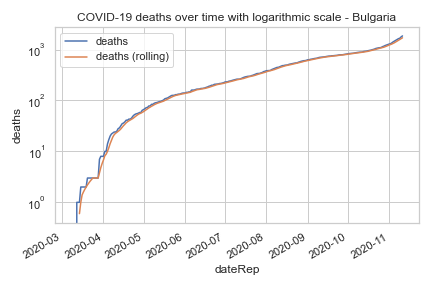 COVID-19 deaths over time with logarithmic scale - Bulgaria
deaths
deaths (rolling)
10³
10²
10¹
10⁰
deaths
2020-03
2020-04
2020-05
2020-06
2020-07
2020-08
2020-09
2020-10
2020-11
dateRep